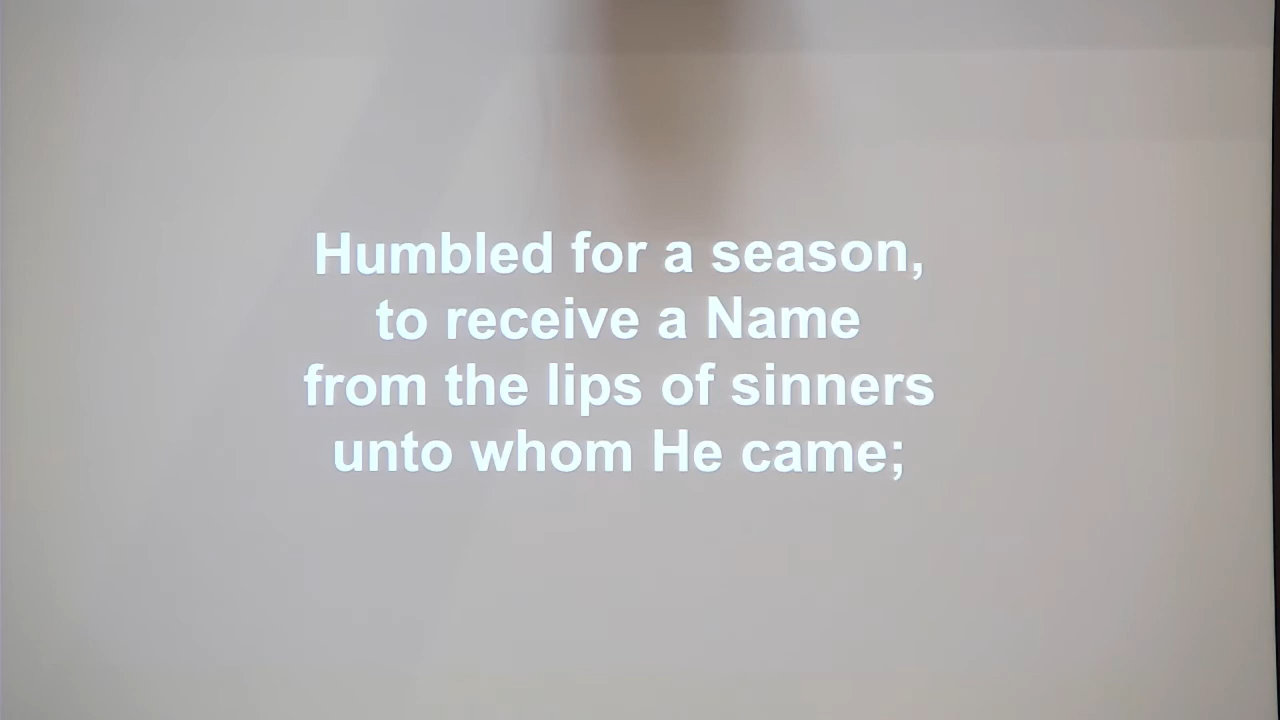 Humbled for a season,
to receive a Name
from the lips of sinners
unto whom He came;